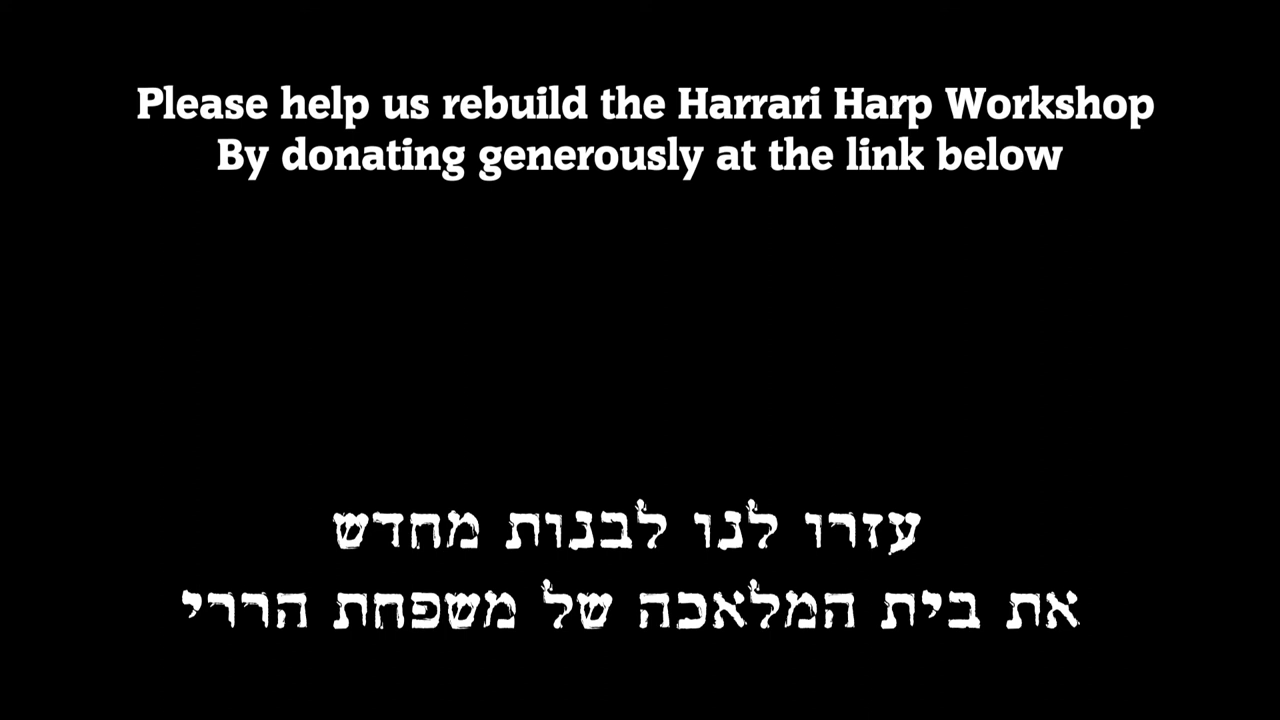 Please help us rebuild the Harrari Harp Workshop
By donating generously at the link below
עזרו לנו לבנות מחדש
את בית המלאכה של משפחת הררי